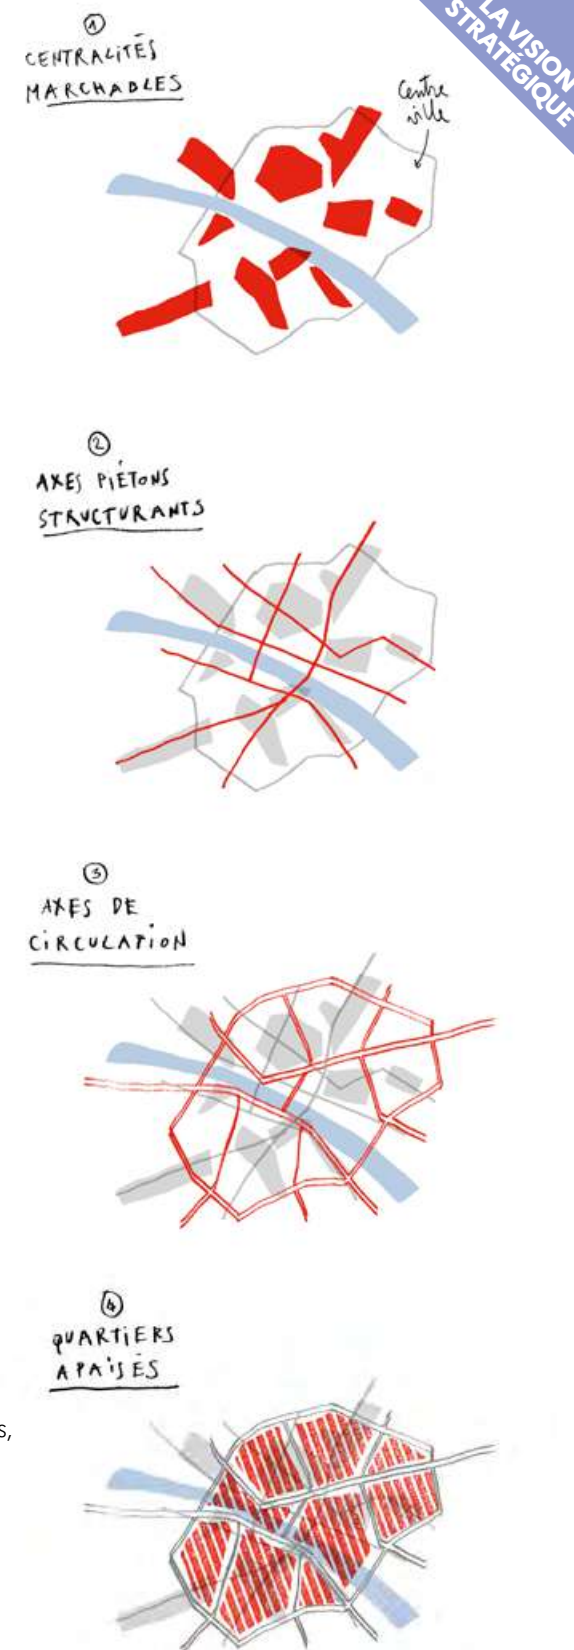 LA VISION
STRATÉGIQUE
1
CENTRALITÉS
MARCHABLES
Centre
ville
2
AXES PIÉTONS
STRUCTURANTS
3
AXES DE
CIRCULATION
4
QUARTIERS
APAISÉS
s,